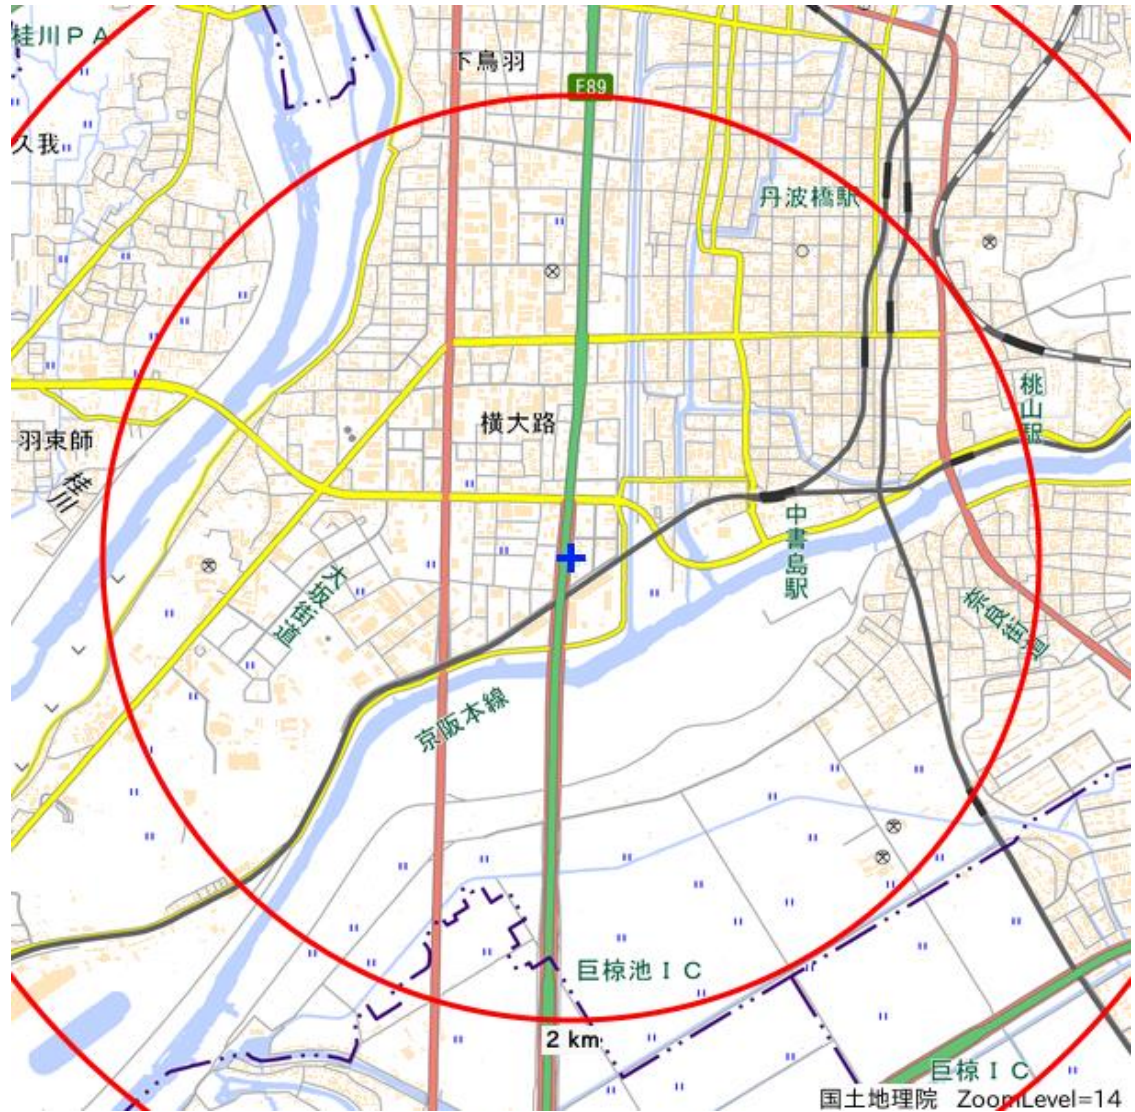 桂川ＰＡ
下鳥羽
E89
久我
丹波橋駅
桃山駅
横大路
羽束師
桂川
中書島駅
大坂街道
奈良街道
京阪本線
巨椋池ＩＣ
2 km
巨椋ＩＣ
国土地理院 ZoomLevel=14